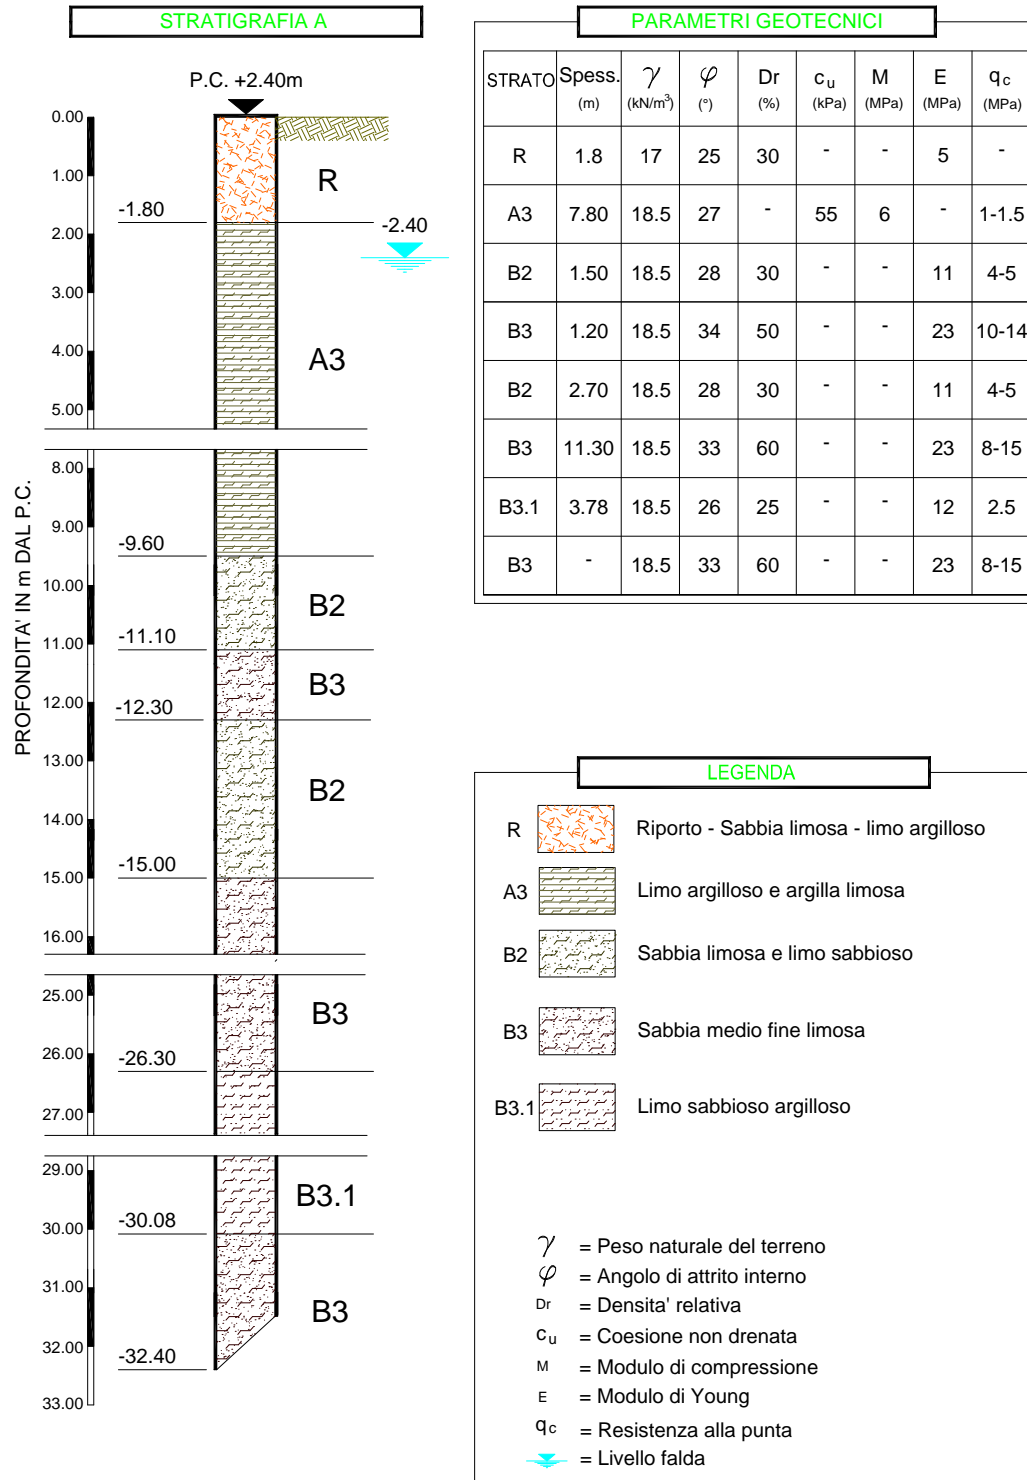 STRATIGRAFIA A
P.C. +2.40m
PROFONDITA' IN m DAL P.C.
0.00
1.00
-1.80
2.00
-2.40
3.00
4.00
5.00
8.00
9.00
-9.60
10.00
11.00
-11.10
12.00
-12.30
13.00
14.00
-15.00
15.00
16.00
25.00
26.00
-26.30
27.00
29.00
30.00
-30.08
31.00
32.00
-32.40
33.00
R
A3
B2
B3
B2
B3
B3.1
B3
PARAMETRI GEOTECNICI
STRATO Spess. γ φ Dr cu M E qc
(m) (kN/m³) (°) (%) (kPa) (MPa) (MPa) (MPa)
R 1.8 17 25 30 - - 5 -
A3 7.80 18.5 27 - 55 6 - 1-1.5
B2 1.50 18.5 28 30 - - 11 4-5
B3 1.20 18.5 34 50 - - 23 10-14
B2 2.70 18.5 28 30 - - 11 4-5
B3 11.30 18.5 33 60 - - 23 8-15
B3.1 3.78 18.5 26 25 - - 12 2.5
B3 - 18.5 33 60 - - 23 8-15
LEGENDA
R Riporto - Sabbia limosa - limo argilloso
A3 Limo argilloso e argilla limosa
B2 Sabbia limosa e limo sabbioso
B3 Sabbia medio fine limosa
B3.1 Limo sabbioso argilloso
γ = Peso naturale del terreno
φ = Angolo di attrito interno
Dr = Densita' relativa
cu = Coesione non drenata
M = Modulo di compressione
E = Modulo di Young
qc = Resistenza alla punta
= Livello falda